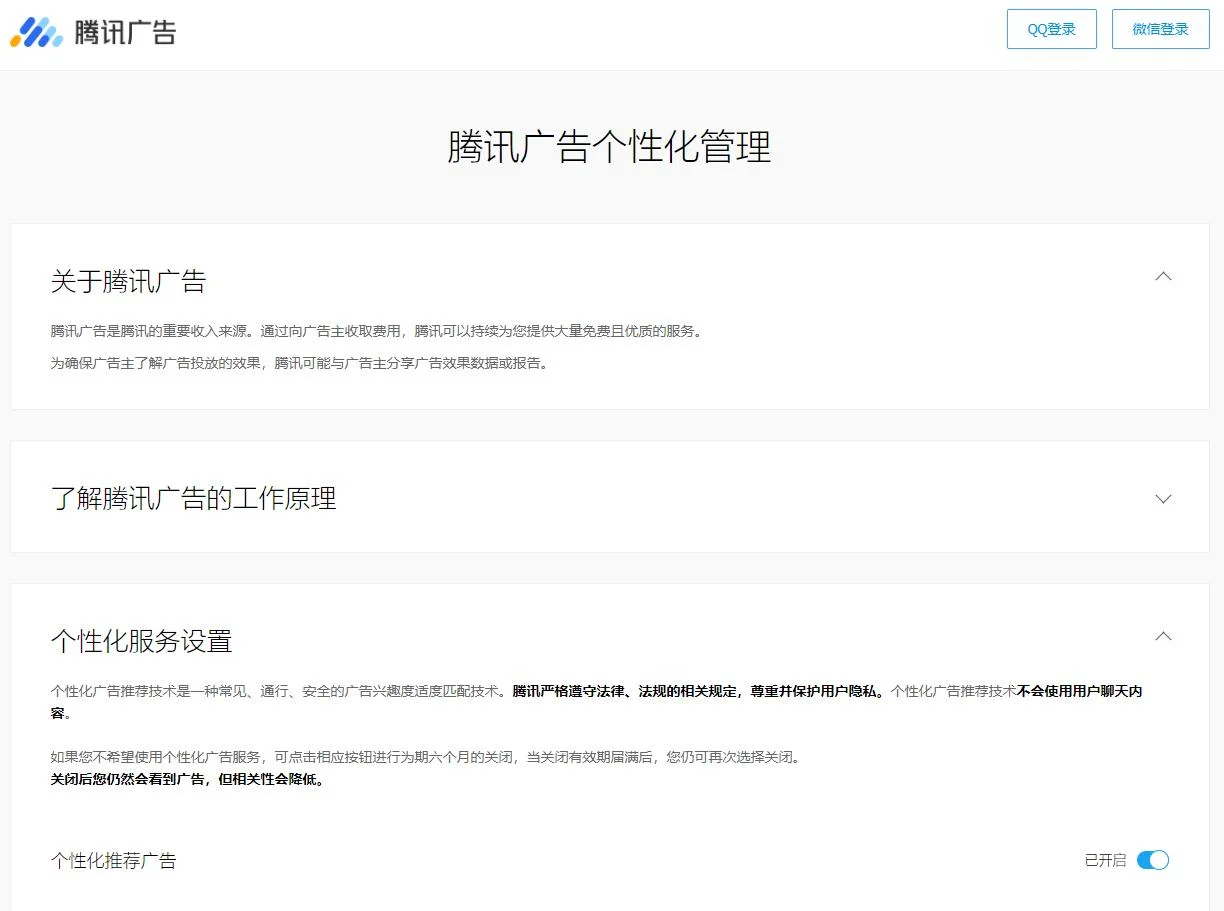 腾讯广告
QQ登录
微信登录
腾讯广告个性化管理
关于腾讯广告
腾讯广告是腾讯的重要收入来源。通过向广告主收取费用，腾讯可以持续为您提供大量免费且优质的服务。
为确保广告主了解广告投放的效果，腾讯可能与广告主分享广告效果数据或报告。
了解腾讯广告的工作原理
个性化服务设置
个性化广告推荐技术是一种常见、通行、安全的广告兴趣度适度匹配技术。腾讯严格遵守法律、法规的相关规定，尊重并保护用户隐私。个性化广告推荐技术不会使用用户聊天内
容。
如果您不希望使用个性化广告服务，可点击相应按钮进行为期六个月的关闭，当关闭有效期届满后，您仍可再次选择关闭。
关闭后您仍然会看到广告，但相关性会降低。
个性化推荐广告
已开启